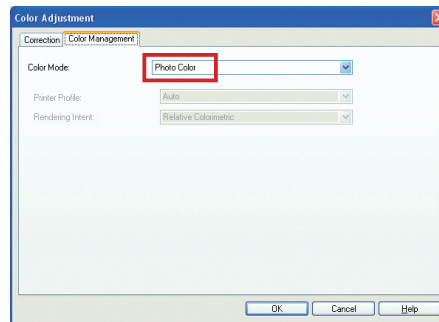 Color Adjustment
Correction Color Management
Color Mode: Photo Color
Printer Profile: Auto
Rendering Intent: Relative Colorimetric
OK Cancel Help